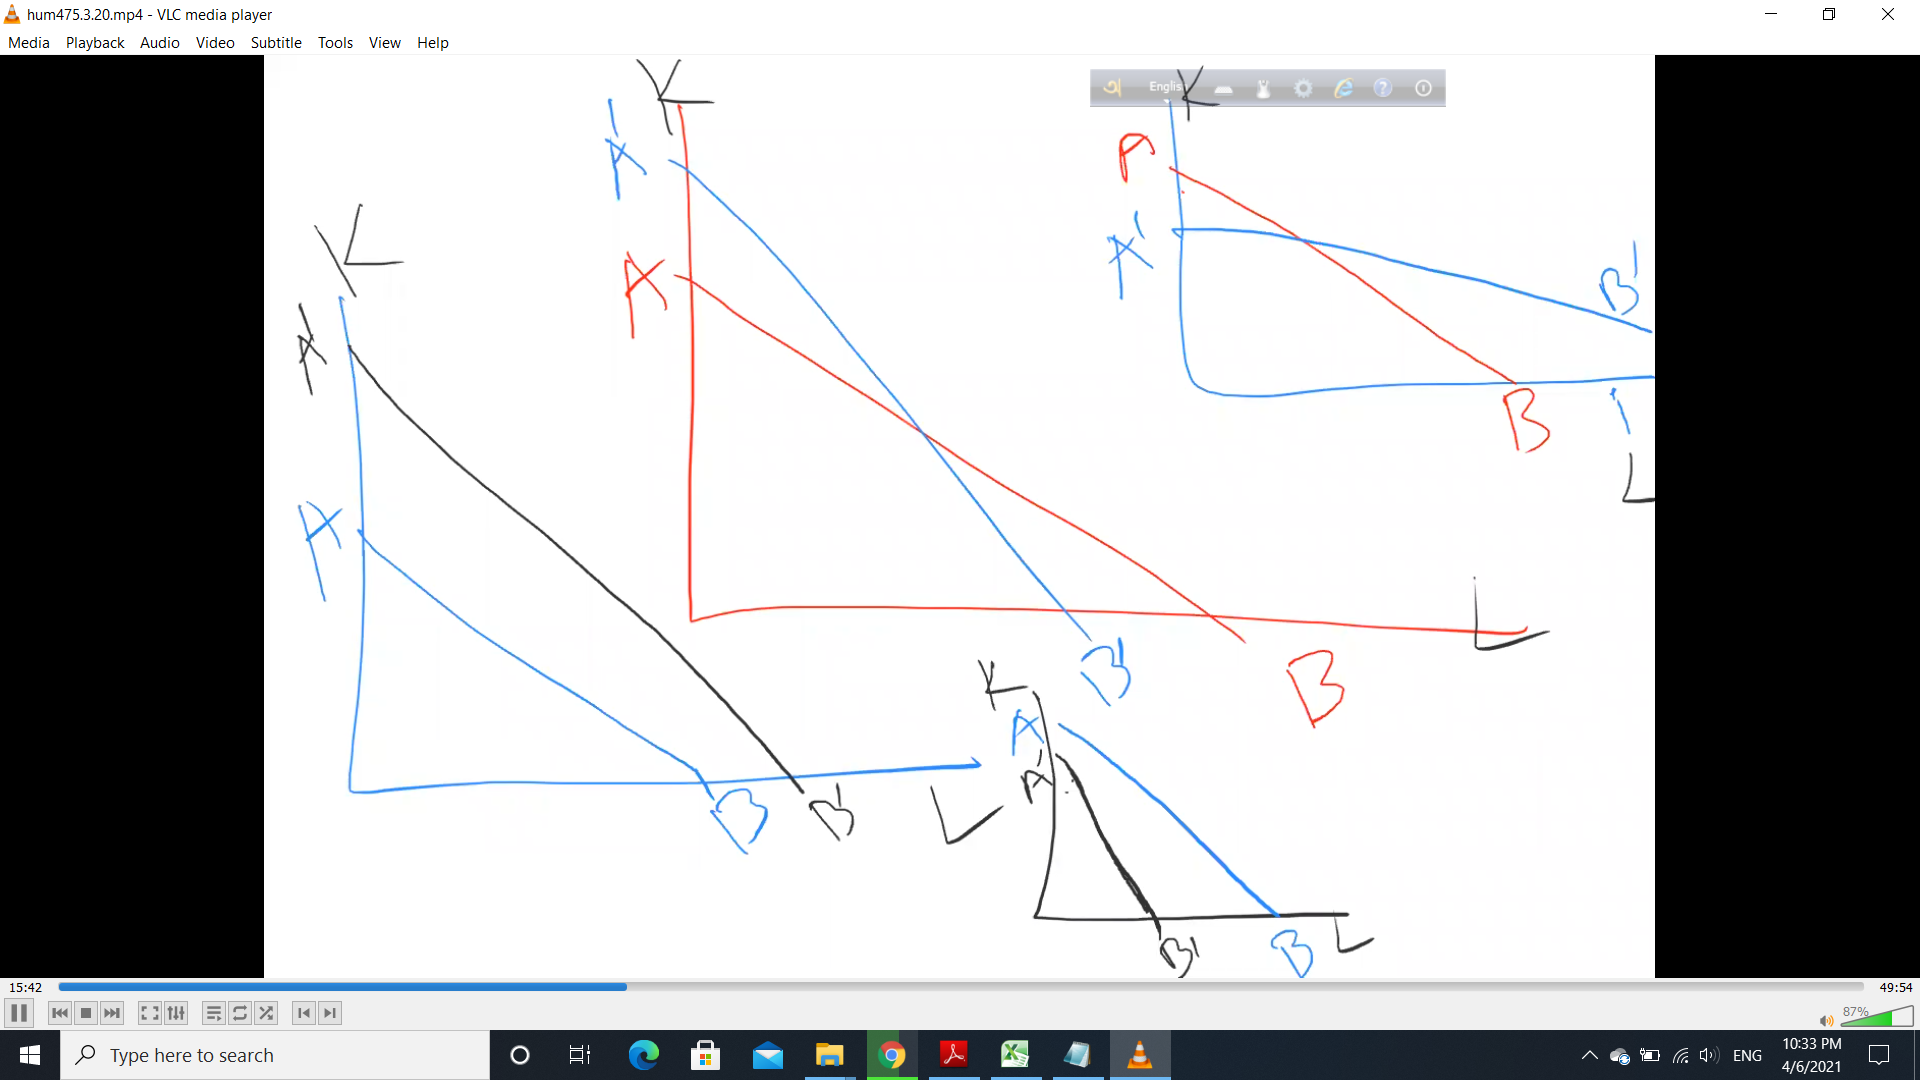 hum475.3.20.mp4 - VLC media player
Media Playback Audio Video Subtitle Tools View Help
K
K
অ English
A'
A
A
A'
B'
B
L
K
A'
A
B
B'
L
L
B'
B
K
A
A'
B'
B
L
15:42
49:54
87%
Type here to search
ENG
10:33 PM
4/6/2021